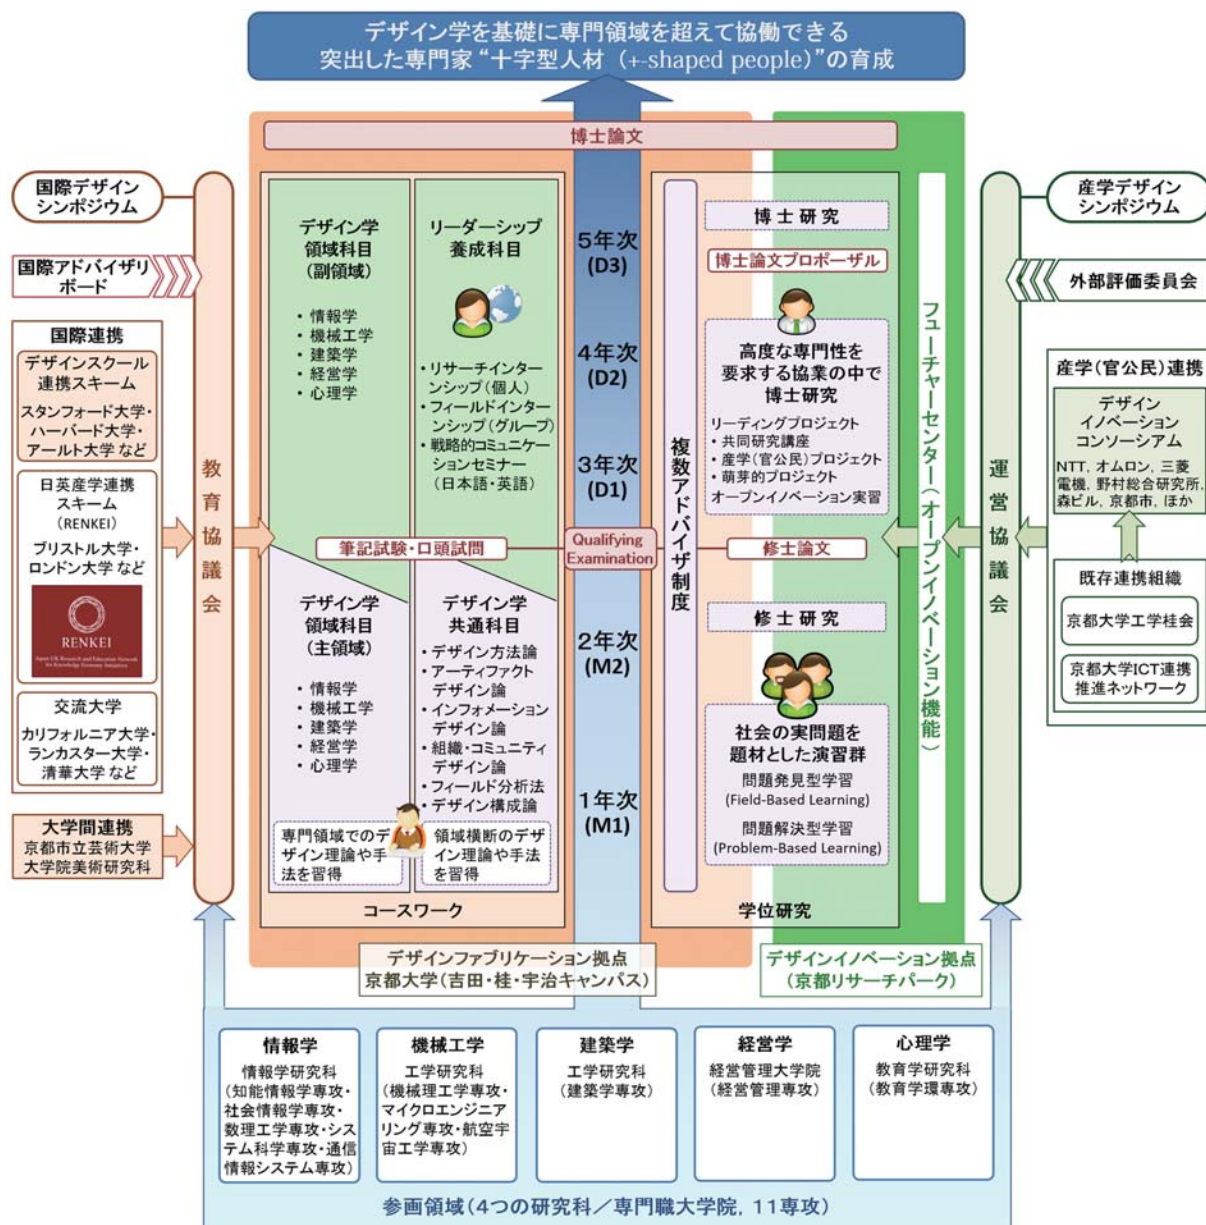 デザイン学を基礎に専門領域を超えて協働できる
突出した専門家 “十字型人材 (+-shaped people)”の育成
博士論文
国際デザイン
シンポジウム
国際アドバイザリ
ボード
国際連携
デザインスクール
連携スキーム
スタンフォード大学・
ハーバード大学・
アールト大学 など
日英産学連携
スキーム
(RENKEI)
ブリストル大学・
ロンドン大学 など
RENKEI
Japan-UK Research and Education Network
for Knowledge Economy Initiatives
交流大学
カリフォルニア大学・
ランカスター大学・
清華大学 など
大学間連携
京都市立芸術大学
大学院美術研究科
教育協議会
デザイン学
領域科目
(副領域)
・情報学
・機械工学
・建築学
・経営学
・心理学
リーダーシップ
養成科目
・リサーチインター
ンシップ(個人)
・フィールドインター
ンシップ(グループ)
・戦略的コミュニケー
ションセミナー
(日本語・英語)
筆記試験・口頭試問
Qualifying
Examination
修士論文
デザイン学
領域科目
(主領域)
・情報学
・機械工学
・建築学
・経営学
・心理学
専門領域でのデ
ザイン理論や手
法を習得
デザイン学
共通科目
・デザイン方法論
・アーティファクト
デザイン論
・インフォメーション
デザイン論
・組織・コミュニティ
デザイン論
・フィールド分析法
・デザイン構成論
領域横断のデ
ザイン理論や手法
を習得
コースワーク
5年次
(D3)
4年次
(D2)
3年次
(D1)
2年次
(M2)
1年次
(M1)
複数アドバイザ制度
博士研究
博士論文プロポーザル
高度な専門性を
要求する協業の中で
博士研究
リーディングプロジェクト
・共同研究講座
・産学(官公民)プロジェクト
・萌芽的プロジェクト
オープンイノベーション実習
修士研究
社会の実問題を
題材とした演習群
問題発見型学習
(Field-Based Learning)
問題解決型学習
(Problem-Based Learning)
学位研究
フューチャーセンター(オープンイノベーション機能)
運営協議会
産学デザイン
シンポジウム
外部評価委員会
産学(官公民)連携
デザイン
イノベーション
コンソーシアム
NTT, オムロン, 三菱
電機, 野村総合研究所,
森ビル, 京都市, ほか
既存連携組織
京都大学工学桂会
京都大学ICT連携
推進ネットワーク
デザインファブリケーション拠点
京都大学(吉田・桂・宇治キャンパス)
デザインイノベーション拠点
(京都リサーチパーク)
情報学
情報学研究科
(知能情報学専攻・
社会情報学専攻・
数理工学専攻・シス
テム科学専攻・通信
情報システム専攻)
機械工学
工学研究科
(機械理工学専攻・
マイクロエンジニア
リング専攻・航空宇
宙工学専攻)
建築学
工学研究科
(建築学専攻)
経営学
経営管理大学院
(経営管理専攻)
心理学
教育学研究科
(教育学環専攻)
参画領域(4つの研究科/専門職大学院, 11専攻)